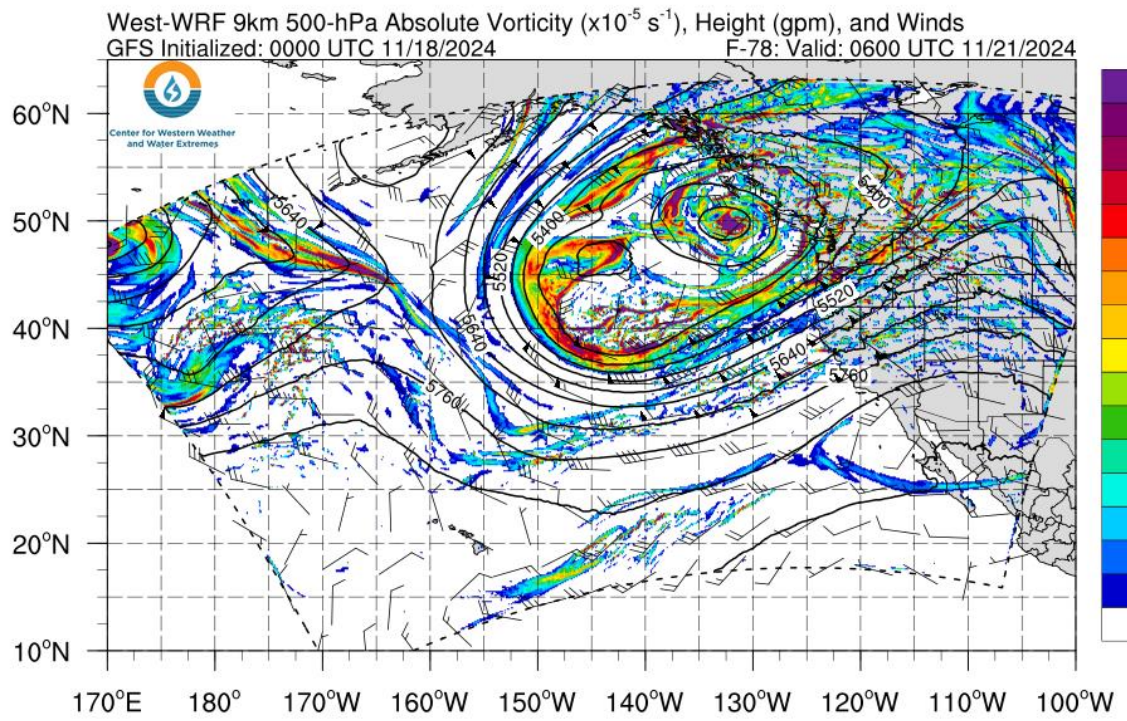 West-WRF 9km 500-hPa Absolute Vorticity (x10⁻⁵ s⁻¹), Height (gpm), and Winds
GFS Initialized: 0000 UTC 11/18/2024 F-78: Valid: 0600 UTC 11/21/2024
Center for Western Weather
and Water Extremes
60°N
50°N
40°N
30°N
20°N
10°N
5640
5400
5400
5520
5520
5640
5640
5760
5760
170°E 180° 170°W 160°W 150°W 140°W 130°W 120°W 110°W 100°W